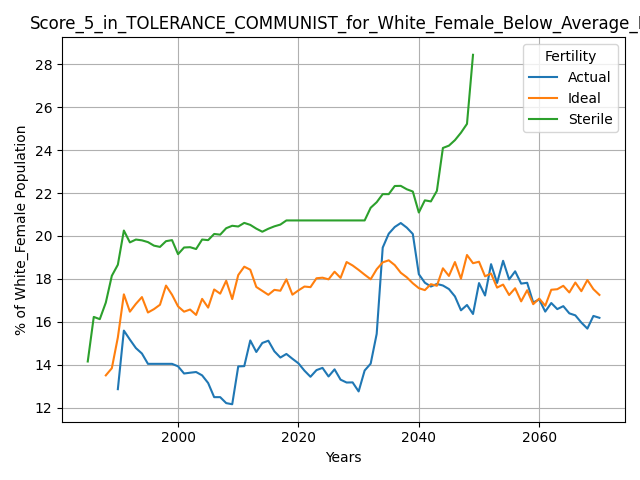 Score_5_in_TOLERANCE_COMMUNIST_for_White_Female_Below_Average_
% of White_Female Population
28
26
24
22
20
18
16
14
12
Fertility
Actual
Ideal
Sterile
2000
2020
2040
2060
Years